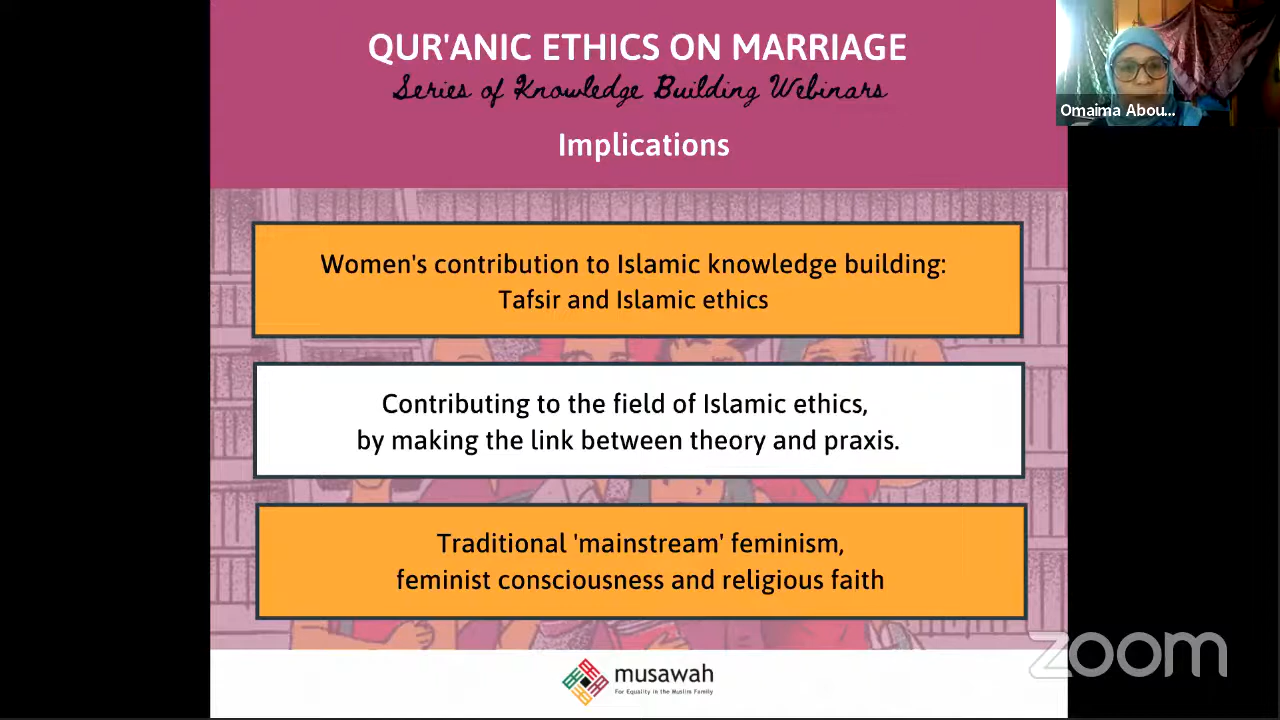 QUR'ANIC ETHICS ON MARRIAGE
Series of Knowledge Building Webinars
Implications
Omaima Abou...
Women's contribution to Islamic knowledge building:
Tafsir and Islamic ethics
Contributing to the field of Islamic ethics,
by making the link between theory and praxis.
Traditional 'mainstream' feminism,
feminist consciousness and religious faith
musawah
For Equality in the Muslim Family
zoom